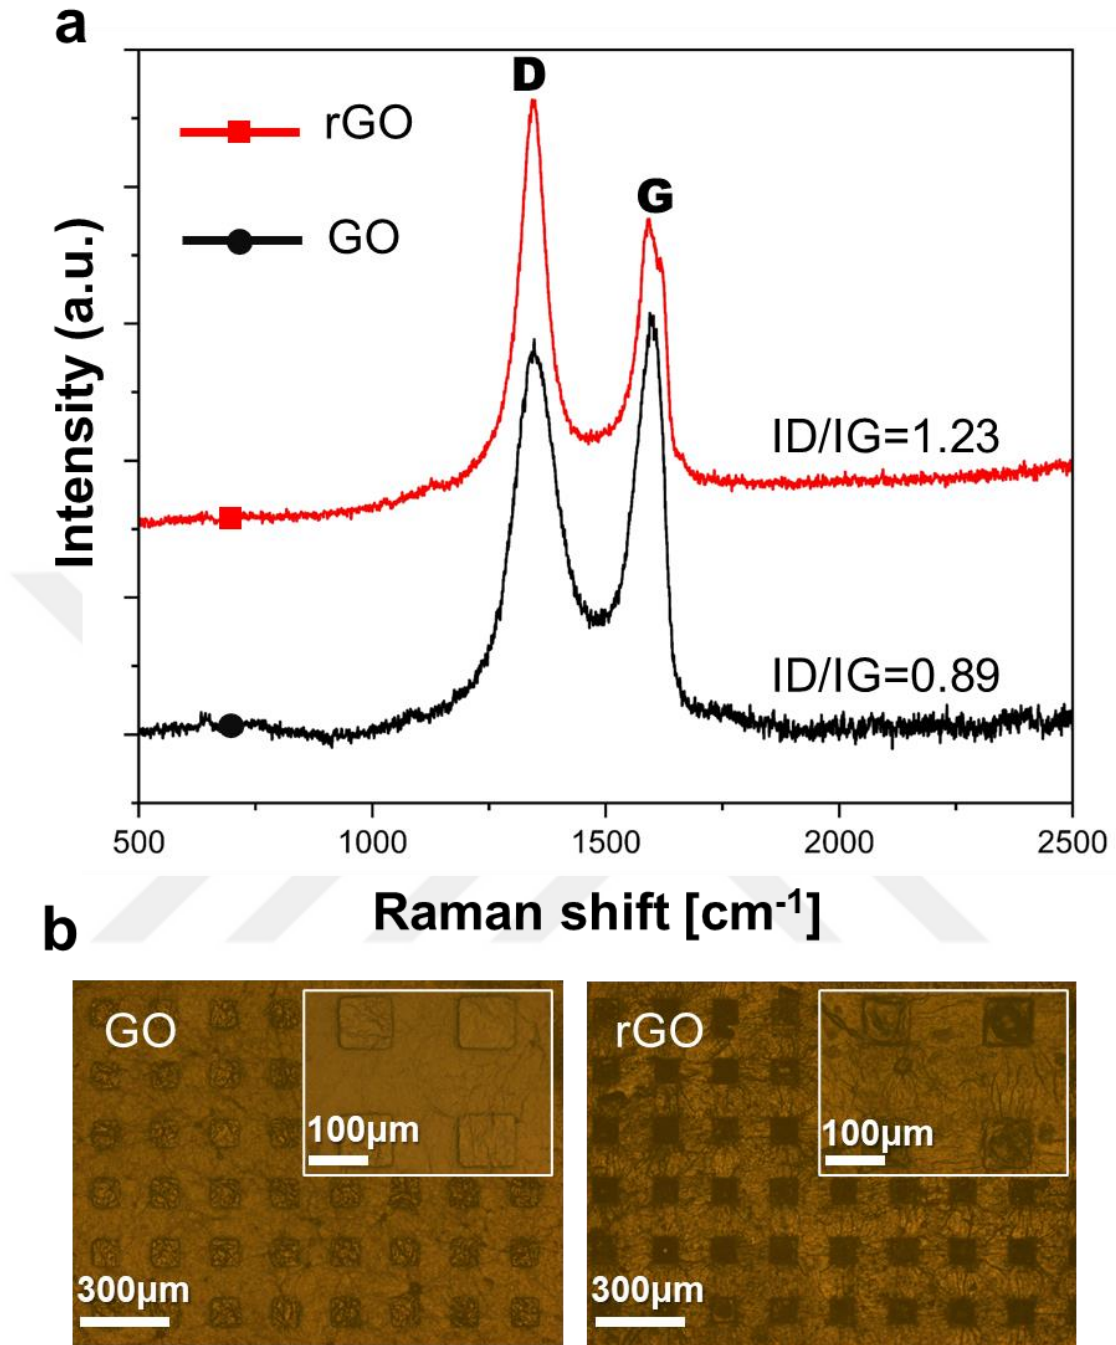 a
D
rGO
G
GO
Intensity (a.u.)
ID/IG=1.23
ID/IG=0.89
500 1000 1500 2000 2500
Raman shift [cm⁻¹]
b
GO
100µm
300µm
rGO
100µm
300µm